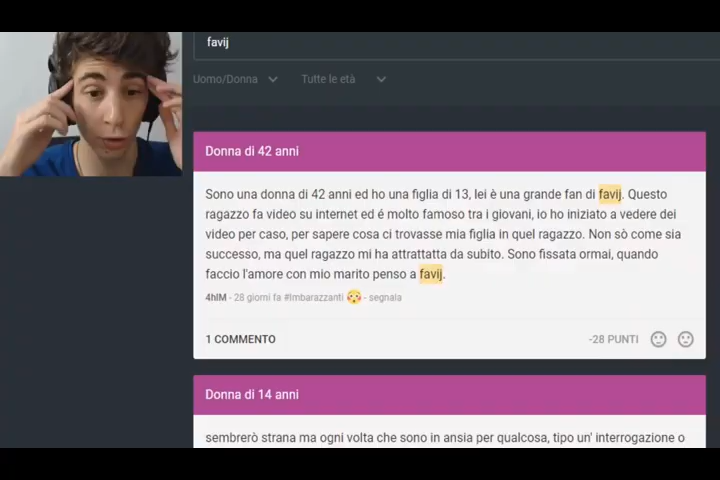 favij
Uomo/Donna
Tutte le età
Donna di 42 anni
Sono una donna di 42 anni ed ho una figlia di 13, lei è una grande fan di favij. Questo
ragazzo fa video su internet ed é molto famoso tra i giovani, io ho iniziato a vedere dei
video per caso, per sapere cosa ci trovasse mia figlia in quel ragazzo. Non sò come sia
successo, ma quel ragazzo mi ha attrattatta da subito. Sono fissata ormai, quando
faccio l'amore con mio marito penso a favij.
4hIM - 28 giorni fa #Imbarazzanti - segnala
1 COMMENTO
-28 PUNTI
Donna di 14 anni
sembrerò strana ma ogni volta che sono in ansia per qualcosa, tipo un' interrogazione o